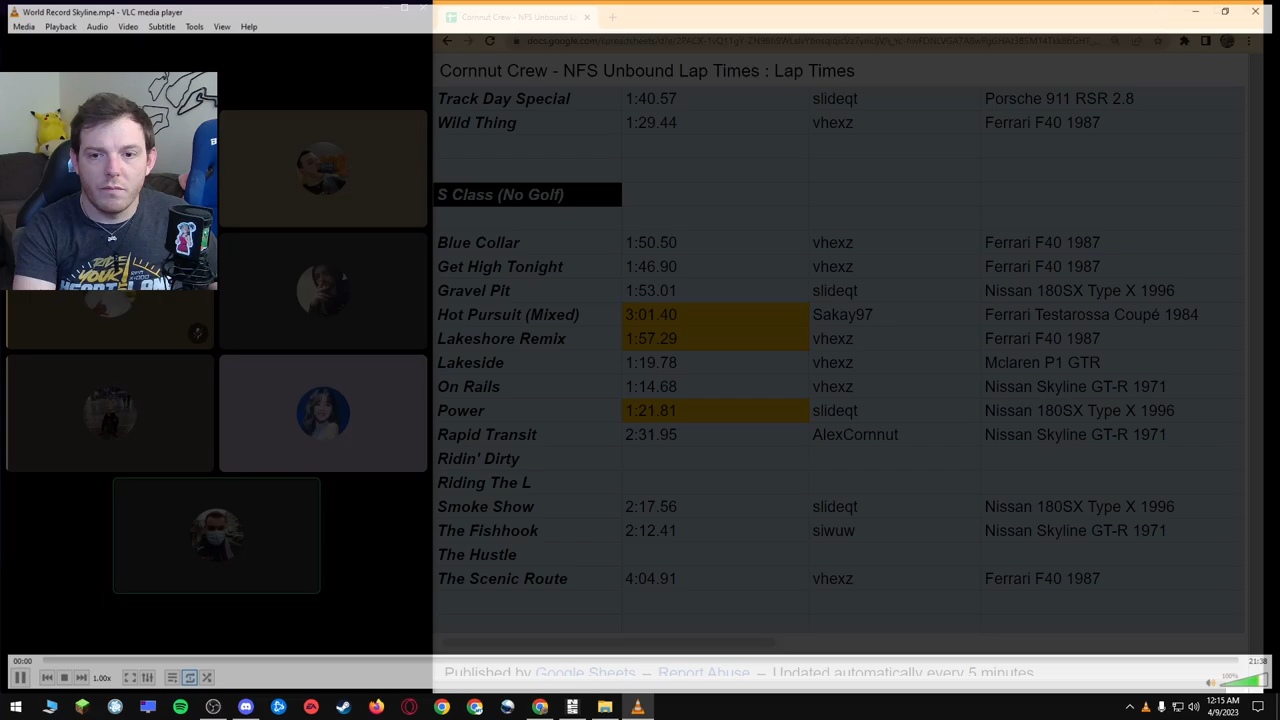 World Record Skyline.mp4 - VLC media player
Media Playback Audio Video Subtitle Tools View Help
Cornnut Crew - NFS Unbound La
Cornnut Crew - NFS Unbound Lap Times : Lap Times
Track Day Special 1:40.57 slideqt Porsche 911 RSR 2.8
Wild Thing 1:29.44 vhexz Ferrari F40 1987
S Class (No Golf)
Blue Collar 1:50.50 vhexz Ferrari F40 1987
Get High Tonight 1:46.90 vhexz Ferrari F40 1987
Gravel Pit 1:53.01 slideqt Nissan 180SX Type X 1996
Hot Pursuit (Mixed) 3:01.40 Sakay97 Ferrari Testarossa Coupé 1984
Lakeshore Remix 1:57.29 vhexz Ferrari F40 1987
Lakeside 1:19.78 vhexz Mclaren P1 GTR
On Rails 1:14.68 vhexz Nissan Skyline GT-R 1971
Power 1:21.81 slideqt Nissan 180SX Type X 1996
Rapid Transit 2:31.95 AlexCornnut Nissan Skyline GT-R 1971
Ridin' Dirty
Riding The L
Smoke Show 2:17.56 slideqt Nissan 180SX Type X 1996
The Fishhook 2:12.41 siwuw Nissan Skyline GT-R 1971
The Hustle
The Scenic Route 4:04.91 vhexz Ferrari F40 1987
Published by Google Sheets – Report Abuse – Updated automatically every 5 minutes
00:00 21:38
1.00x 100%
12:15 AM
4/9/2023
RIDE
YOUR
HEARTLAND